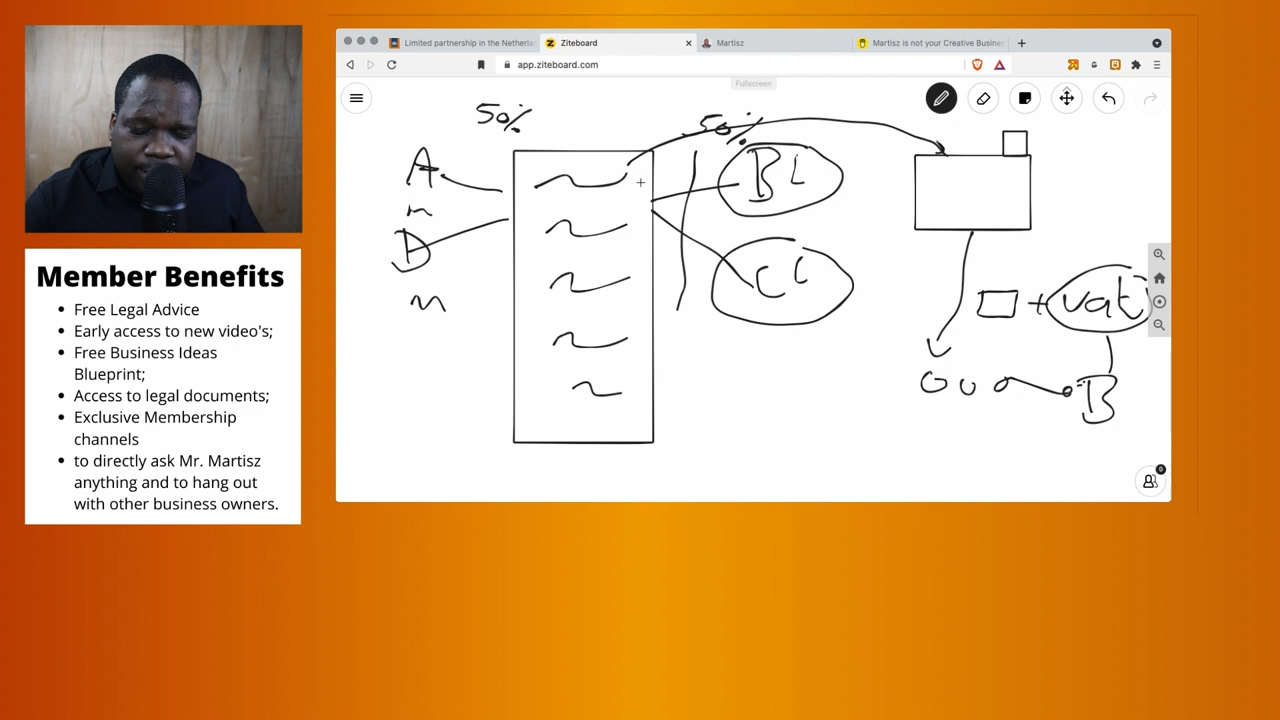 Limited partnership in the Netherla
Ziteboard
Martisz
Martisz is not your Creative Busine
app.ziteboard.com
Fullscreen
50%
50%
A
m
D
m
BL
CL
+ vat
B
0
Member Benefits
Free Legal Advice
Early access to new video's;
Free Business Ideas
Blueprint;
Access to legal documents;
Exclusive Membership
channels
to directly ask Mr. Martisz
anything and to hang out
with other business owners.